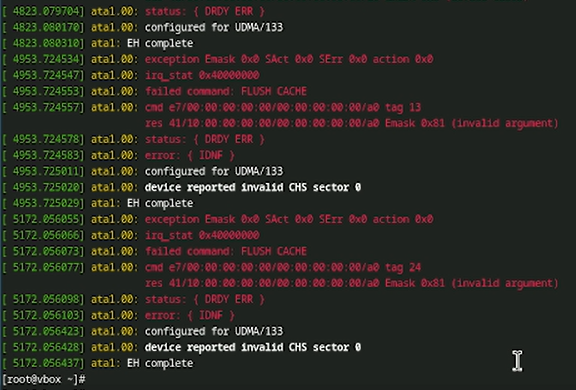 [ 4823.079704] ata1.00: status: { DRDY ERR }
[ 4823.080170] ata1.00: configured for UDMA/133
[ 4823.080310] ata1: EH complete
[ 4953.724534] ata1.00: exception Emask 0x0 SAct 0x0 SErr 0x0 action 0x0
[ 4953.724547] ata1.00: irq_stat 0x40000000
[ 4953.724553] ata1.00: failed command: FLUSH CACHE
[ 4953.724557] ata1.00: cmd e7/00:00:00:00:00/00:00:00:00:00/a0 tag 13
res 41/10:00:00:00:00/00:00:00:00:00/a0 Emask 0x81 (invalid argument)
[ 4953.724578] ata1.00: status: { DRDY ERR }
[ 4953.724583] ata1.00: error: { IDNF }
[ 4953.725011] ata1.00: configured for UDMA/133
[ 4953.725020] ata1.00: device reported invalid CHS sector 0
[ 4953.725029] ata1: EH complete
[ 5172.056055] ata1.00: exception Emask 0x0 SAct 0x0 SErr 0x0 action 0x0
[ 5172.056066] ata1.00: irq_stat 0x40000000
[ 5172.056073] ata1.00: failed command: FLUSH CACHE
[ 5172.056077] ata1.00: cmd e7/00:00:00:00:00/00:00:00:00:00/a0 tag 24
res 41/10:00:00:00:00/00:00:00:00:00/a0 Emask 0x81 (invalid argument)
[ 5172.056098] ata1.00: status: { DRDY ERR }
[ 5172.056103] ata1.00: error: { IDNF }
[ 5172.056423] ata1.00: configured for UDMA/133
[ 5172.056428] ata1.00: device reported invalid CHS sector 0
[ 5172.056437] ata1: EH complete
[root@vbox ~]#